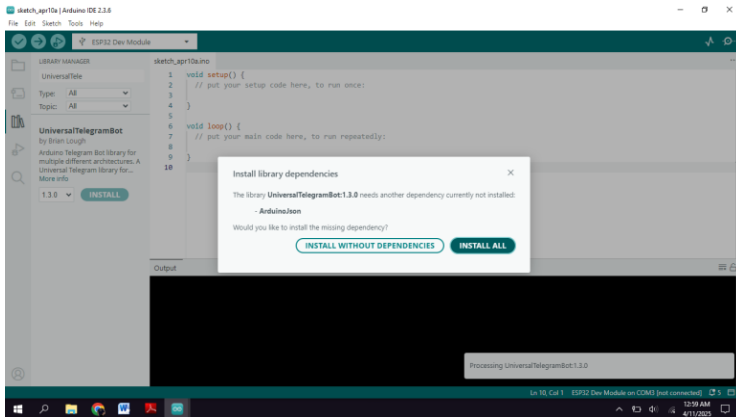 sketch_apr10a | Arduino IDE 2.3.6
File Edit Sketch Tools Help
ESP32 Dev Module
LIBRARY MANAGER
UniversalTele
Type: All
Topic: All
UniversalTelegramBot
by Brian Lough
Arduino Telegram Bot library for
multiple different architectures. A
Universal Telegram library for...
More info
1.3.0
INSTALL
sketch_apr10a.ino
1 void setup() {
2 // put your setup code here, to run once:
3
4 }
5
6 void loop() {
7 // put your main code here, to run repeatedly:
8
9 }
10
Install library dependencies
The library UniversalTelegramBot:1.3.0 needs another dependency currently not installed:
- ArduinoJson
Would you like to install the missing dependency?
INSTALL WITHOUT DEPENDENCIES
INSTALL ALL
Output
Processing UniversalTelegramBot:1.3.0
Ln 10, Col 1 ESP32 Dev Module on COM3 [not connected] 5
12:59 AM
4/11/2025